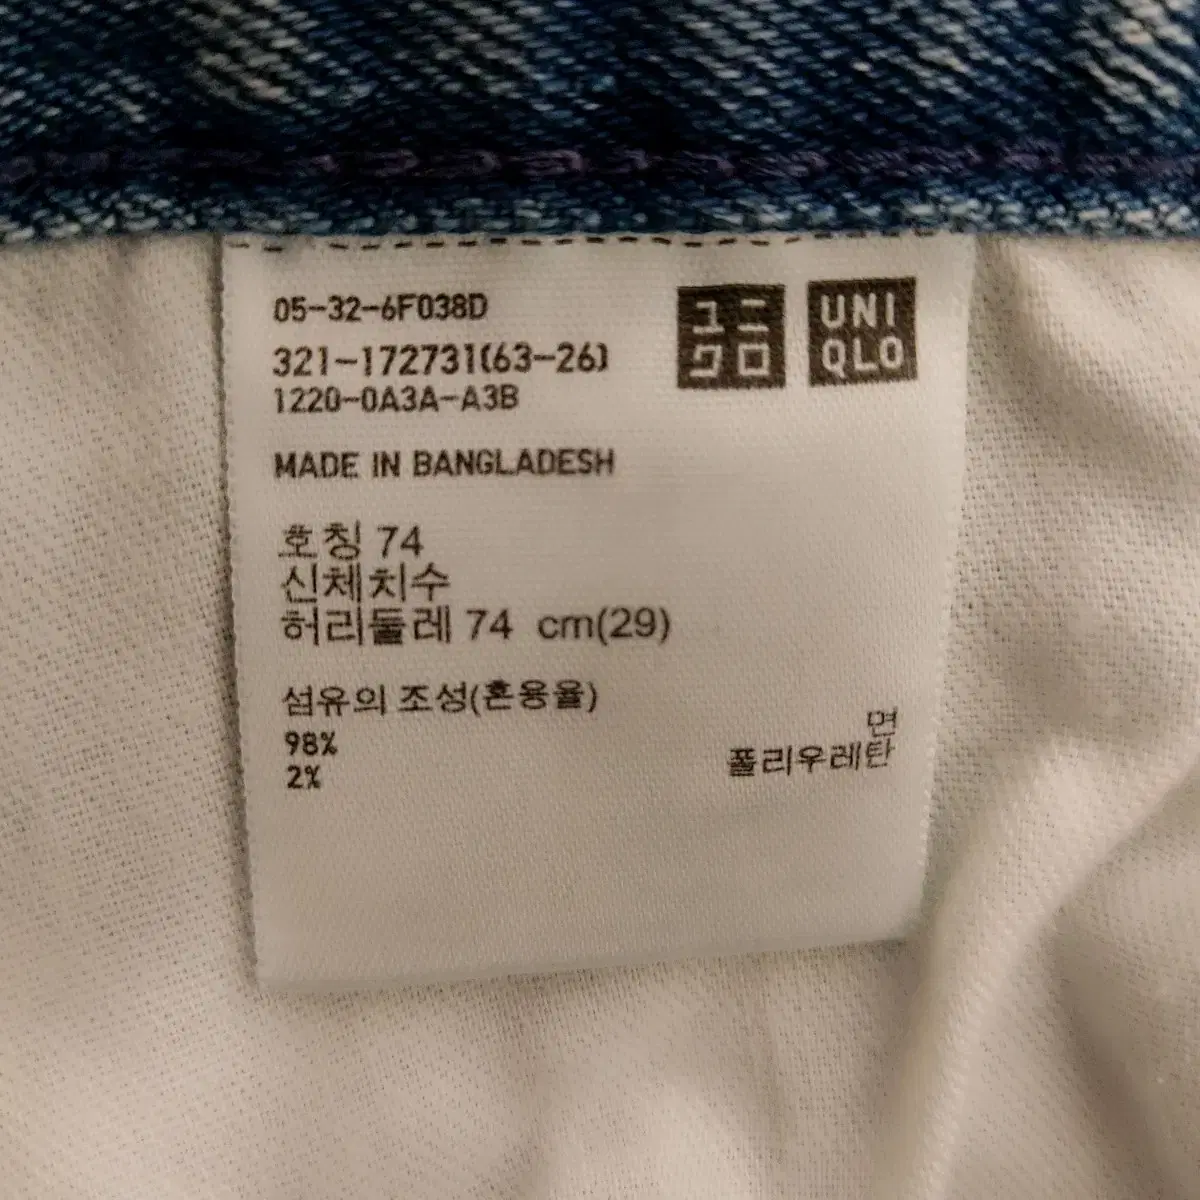 05-32-6F038D
321-172731(63-26)
1220-0A3A-A3B
ユニ
クロ
UNI
QLO
MADE IN BANGLADESH
호칭 74
신체치수
허리둘레 74 cm(29)
섬유의 조성(혼용율)
98% 면
2% 폴리우레탄